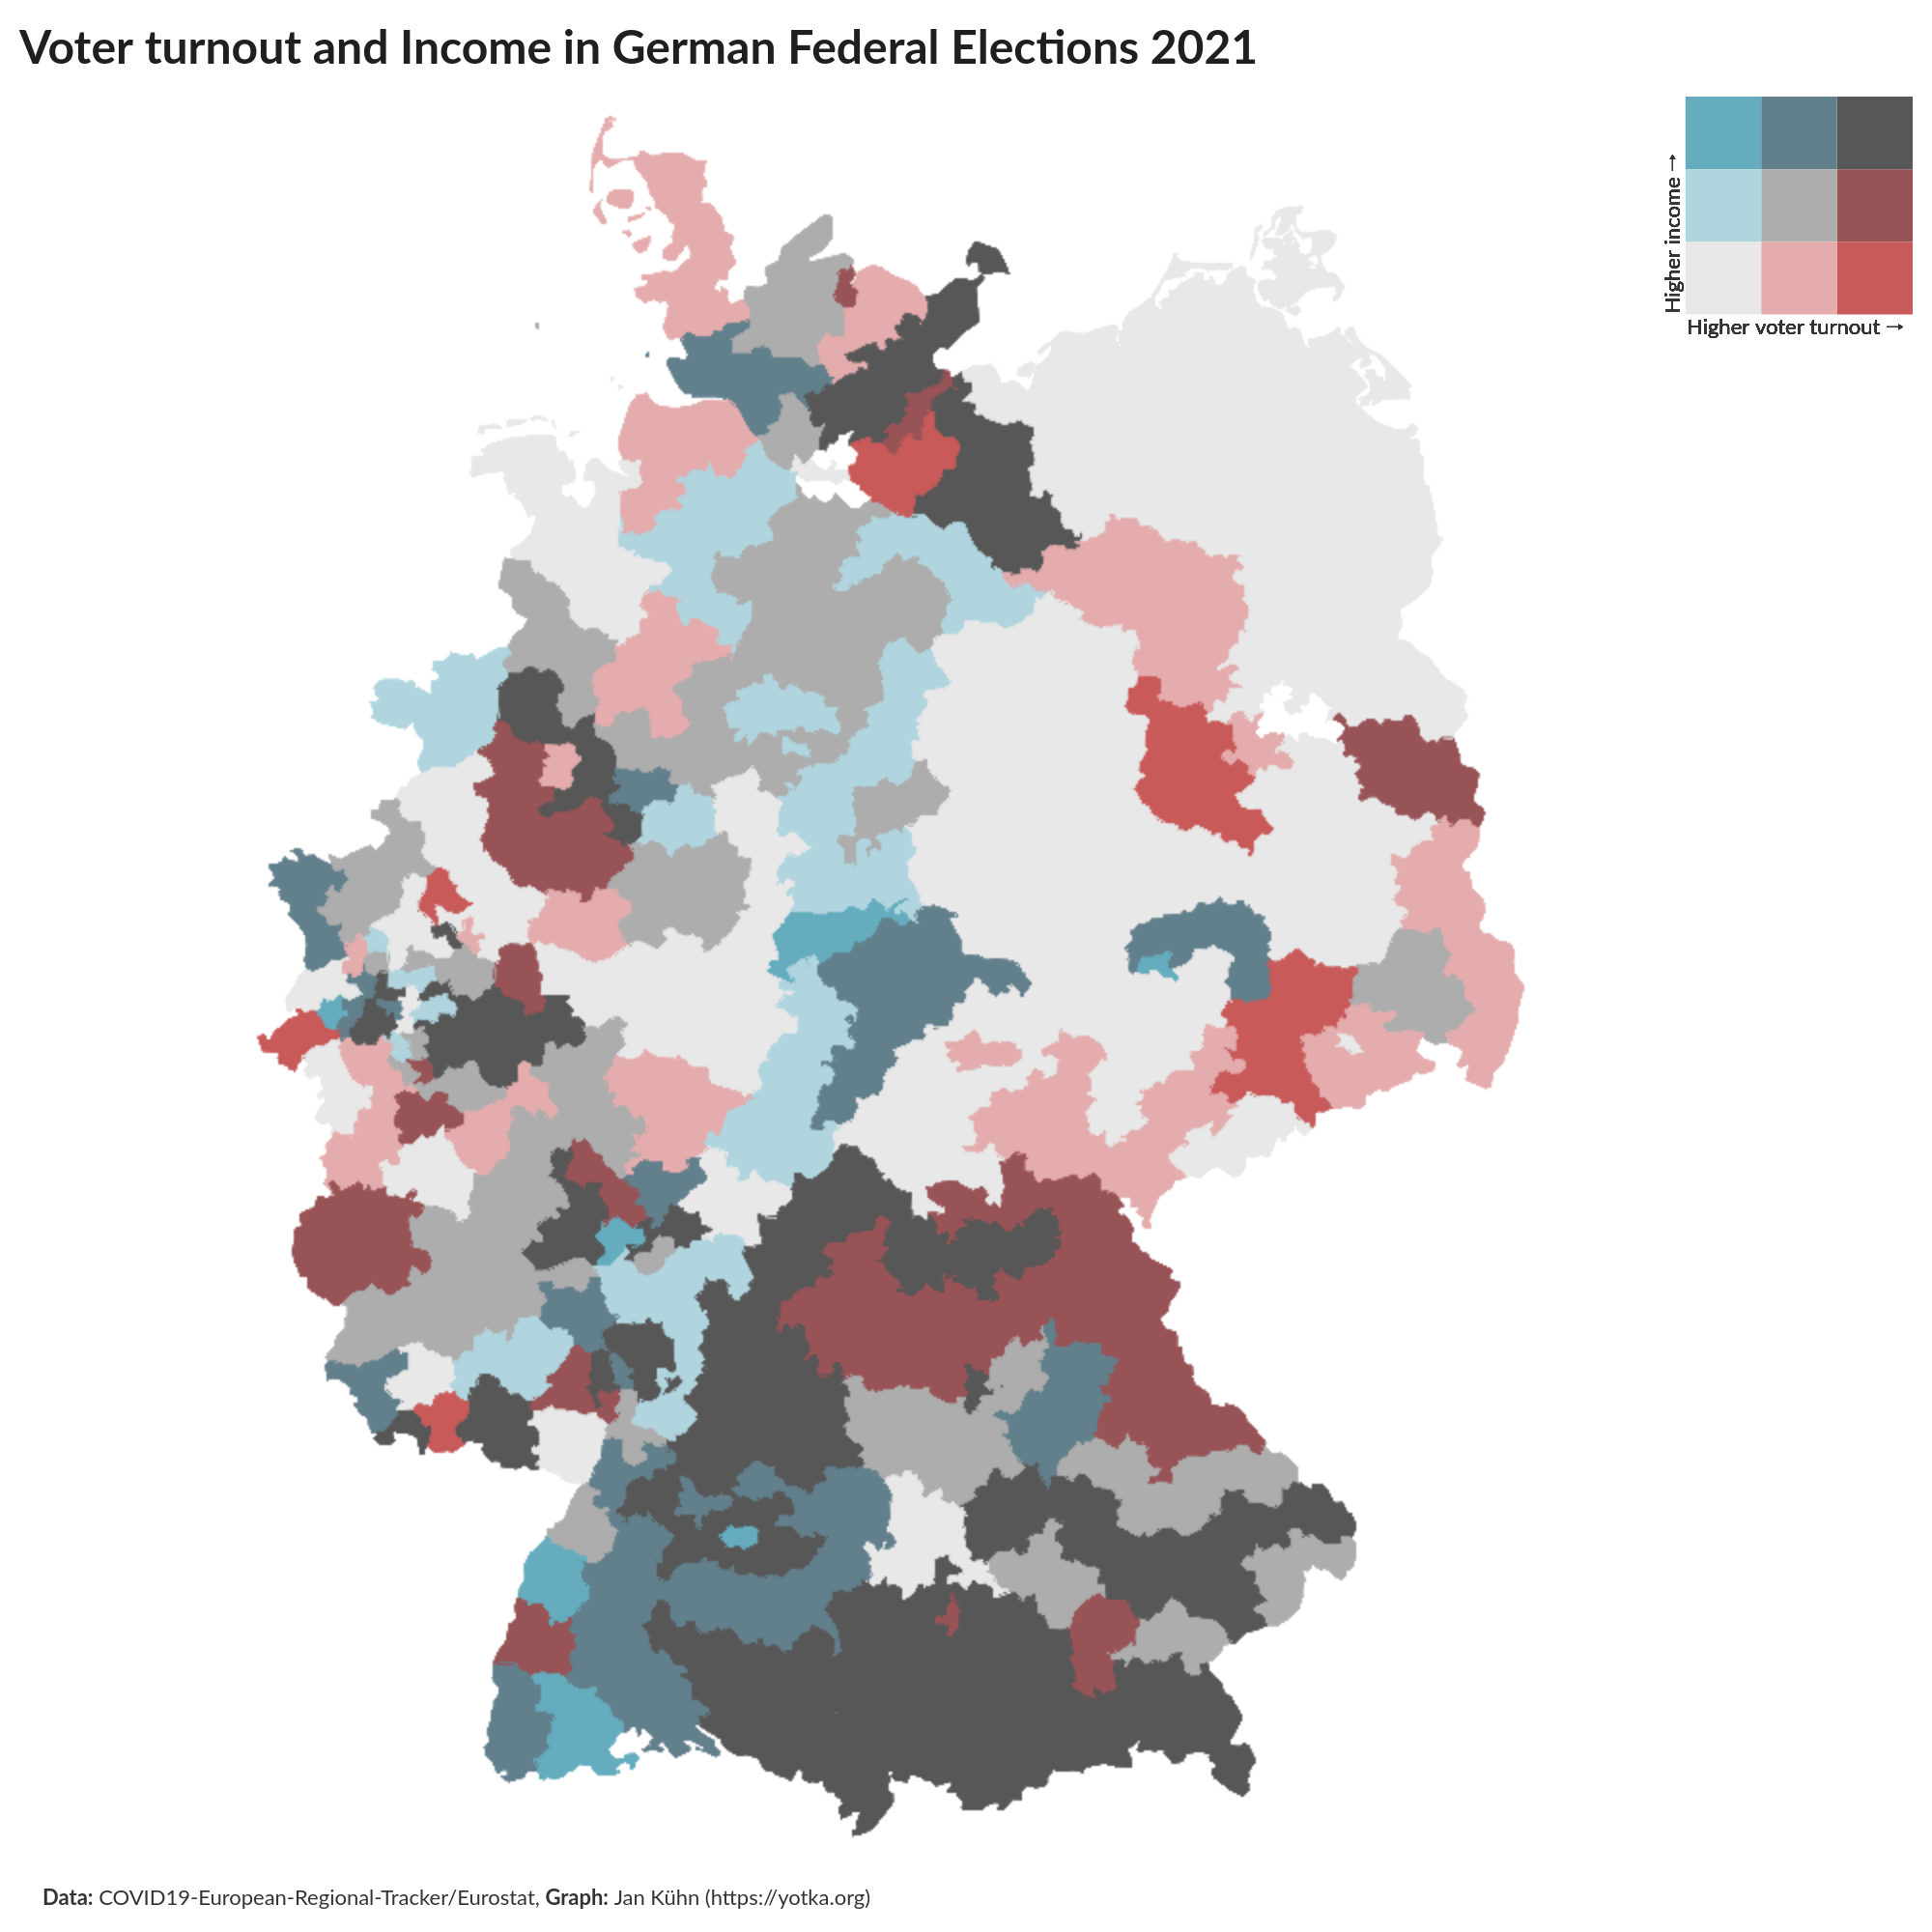 Voter turnout and Income in German Federal Elections 2021
Higher income →
Higher voter turnout →
Data: COVID19-European-Regional-Tracker/Eurostat, Graph: Jan Kühn (https://yotka.org)